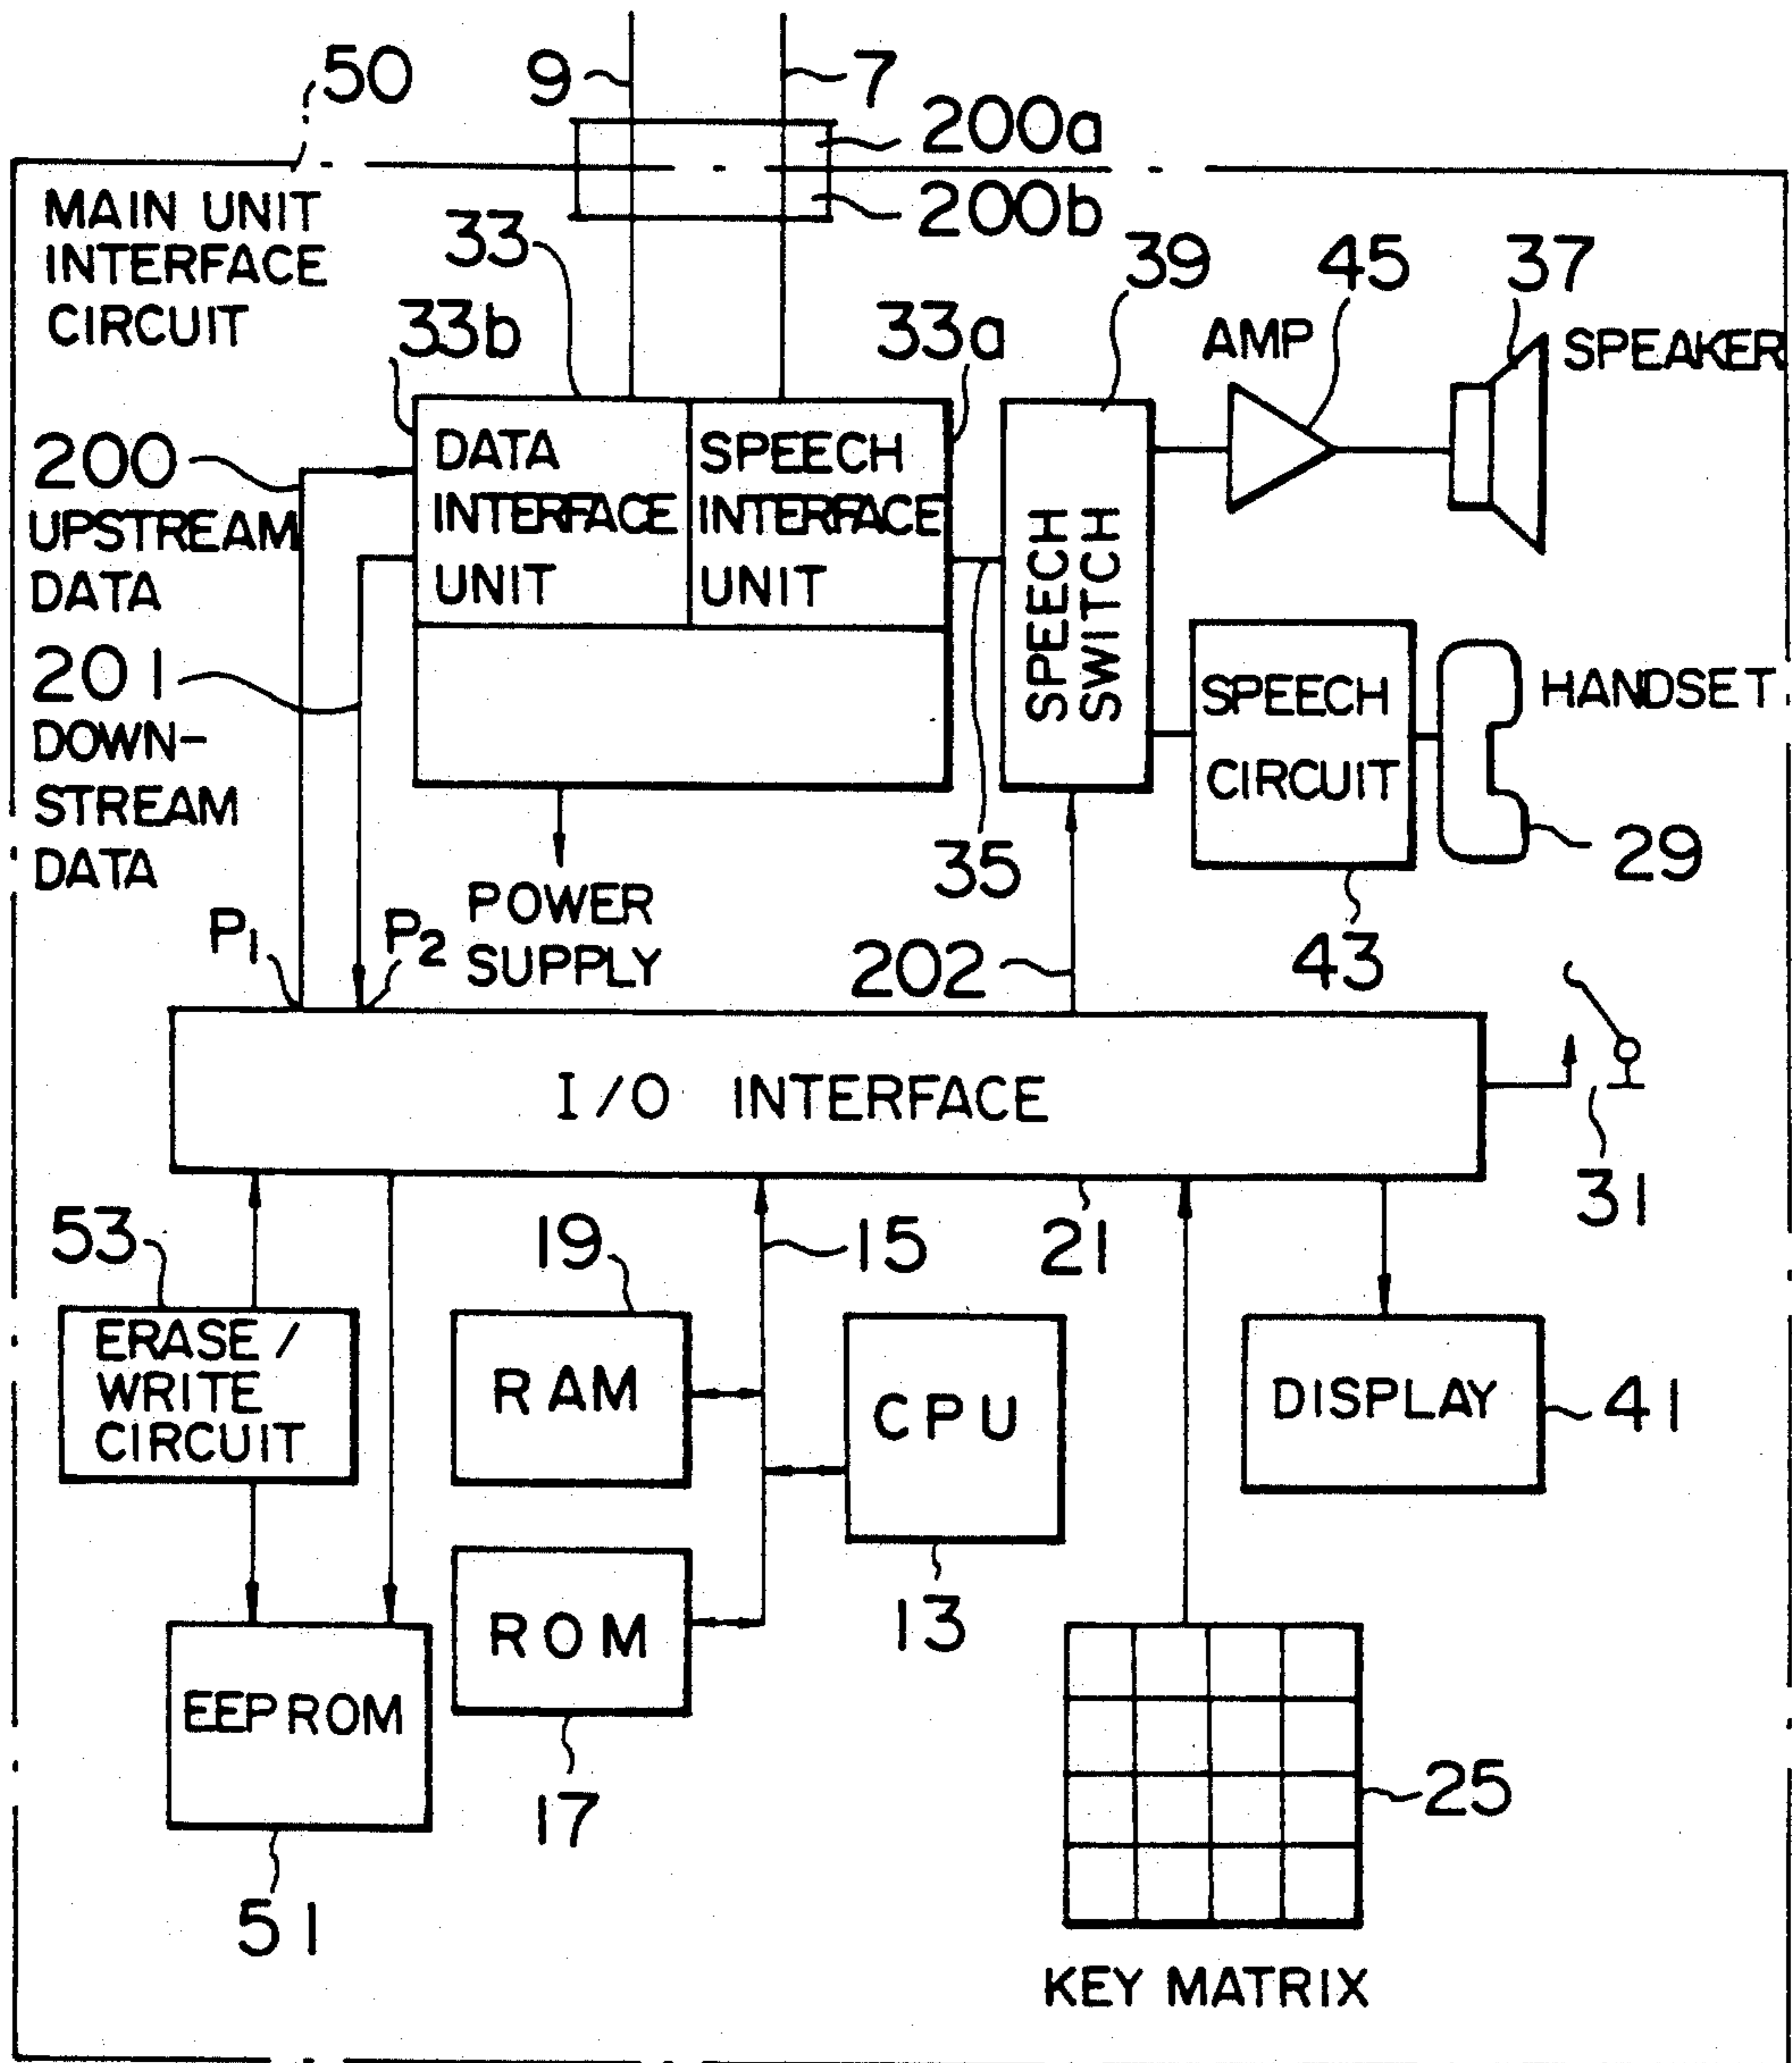 50
9
7
200a
200b
MAIN UNIT
INTERFACE
CIRCUIT
33
33b
33a
39
45
37
AMP
SPEAKER
200
UPSTREAM
DATA
DATA
INTERFACE
UNIT
SPEECH
INTERFACE
UNIT
SPEECH
SWITCH
201
DOWN-
STREAM
DATA
SPEECH
CIRCUIT
HANDSET
29
35
43
P1
P2
POWER
SUPPLY
202
I/O INTERFACE
31
53
19
15
21
ERASE/
WRITE
CIRCUIT
RAM
CPU
DISPLAY
41
ROM
13
EEPROM
17
25
51
KEY MATRIX